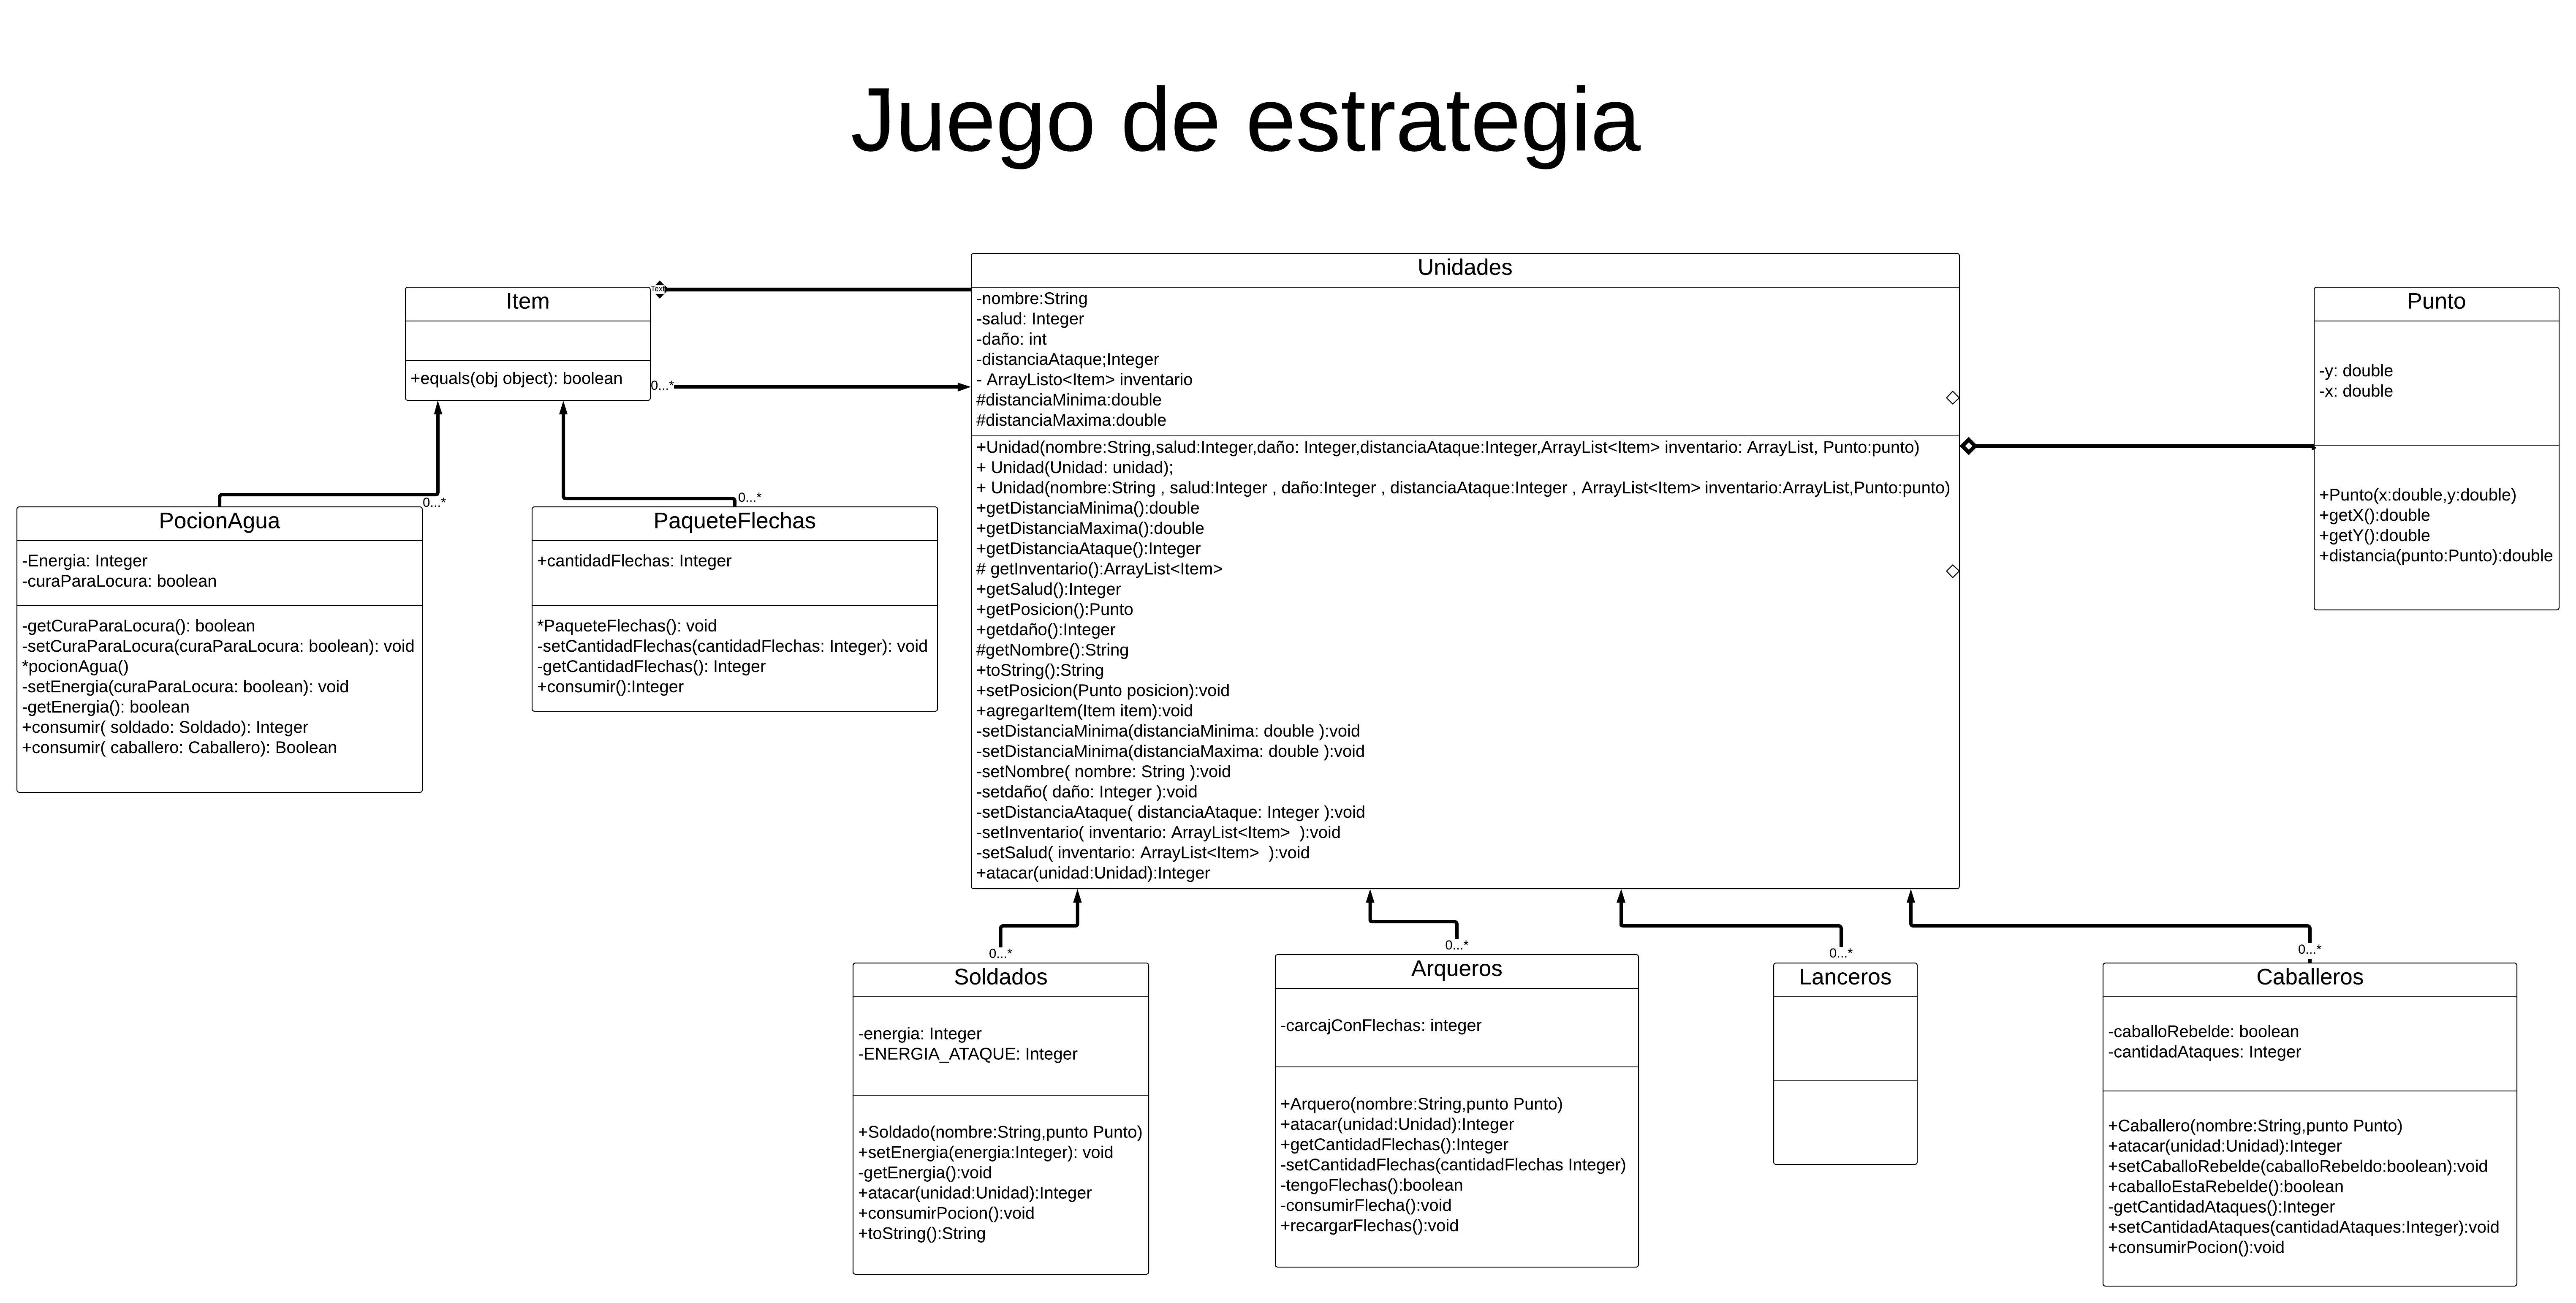 Juego de estrategia
Item
+equals(obj object): boolean
Text
0...*
Unidades
-nombre:String
-salud: Integer
-daño: int
-distanciaAtaque;Integer
- ArrayListo<Item> inventario
#distanciaMinima:double
#distanciaMaxima:double
+Unidad(nombre:String,salud:Integer,daño: Integer,distanciaAtaque:Integer,ArrayList<Item> inventario: ArrayList, Punto:punto)
+ Unidad(Unidad: unidad);
+ Unidad(nombre:String , salud:Integer , daño:Integer , distanciaAtaque:Integer , ArrayList<Item> inventario:ArrayList,Punto:punto)
+getDistanciaMinima():double
+getDistanciaMaxima():double
+getDistanciaAtaque():Integer
# getInventario():ArrayList<Item>
+getSalud():Integer
+getPosicion():Punto
+getdaño():Integer
#getNombre():String
+toString():String
+setPosicion(Punto posicion):void
+agregarItem(Item item):void
-setDistanciaMinima(distanciaMinima: double ):void
-setDistanciaMinima(distanciaMaxima: double ):void
-setNombre( nombre: String ):void
-setdaño( daño: Integer ):void
-setDistanciaAtaque( distanciaAtaque: Integer ):void
-setInventario( inventario: ArrayList<Item>  ):void
-setSalud( inventario: ArrayList<Item>  ):void
+atacar(unidad:Unidad):Integer
Punto
-y: double
-x: double
+Punto(x:double,y:double)
+getX():double
+getY():double
+distancia(punto:Punto):double
0...*
PocionAgua
-Energia: Integer
-curaParaLocura: boolean
-getCuraParaLocura(): boolean
-setCuraParaLocura(curaParaLocura: boolean): void
*pocionAgua()
-setEnergia(curaParaLocura: boolean): void
-getEnergia(): boolean
+consumir( soldado: Soldado): Integer
+consumir( caballero: Caballero): Boolean
0...*
PaqueteFlechas
+cantidadFlechas: Integer
*PaqueteFlechas(): void
-setCantidadFlechas(cantidadFlechas: Integer): void
-getCantidadFlechas(): Integer
+consumir():Integer
0...*
Soldados
-energia: Integer
-ENERGIA_ATAQUE: Integer
+Soldado(nombre:String,punto Punto)
+setEnergia(energia:Integer): void
-getEnergia():void
+atacar(unidad:Unidad):Integer
+consumirPocion():void
+toString():String
0...*
Arqueros
-carcajConFlechas: integer
+Arquero(nombre:String,punto Punto)
+atacar(unidad:Unidad):Integer
+getCantidadFlechas():Integer
-setCantidadFlechas(cantidadFlechas Integer)
-tengoFlechas():boolean
-consumirFlecha():void
+recargarFlechas():void
0...*
Lanceros
0...*
Caballeros
-caballoRebelde: boolean
-cantidadAtaques: Integer
+Caballero(nombre:String,punto Punto)
+atacar(unidad:Unidad):Integer
+setCaballoRebelde(caballoRebeldo:boolean):void
+caballoEstaRebelde():boolean
-getCantidadAtaques():Integer
+setCantidadAtaques(cantidadAtaques:Integer):void
+consumirPocion():void